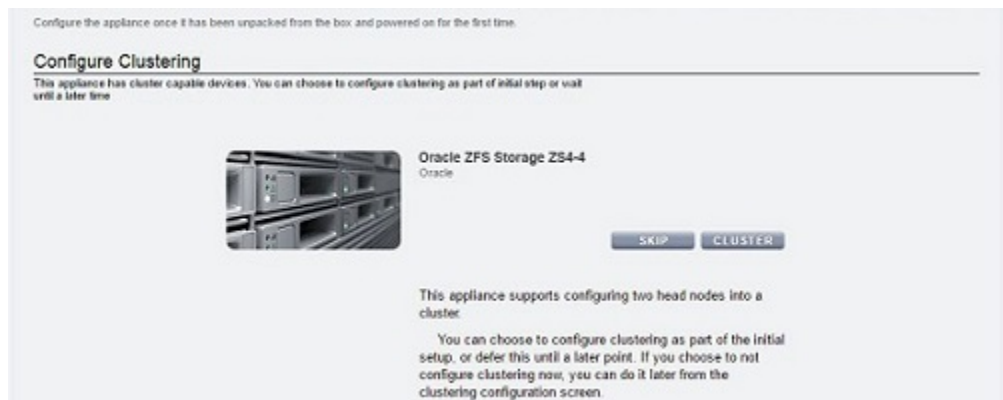 Configure the appliance once it has been unpacked from the box and powered on for the first time.
Configure Clustering
This appliance has cluster capable devices. You can choose to configure clustering as part of initial step or wait
until a later time
Oracle ZFS Storage ZS4-4
Oracle
SKIP CLUSTER
This appliance supports configuring two head nodes into a
cluster.
You can choose to configure clustering as part of the initial
setup, or defer this until a later point. If you choose to not
configure clustering now, you can do it later from the
clustering configuration screen.